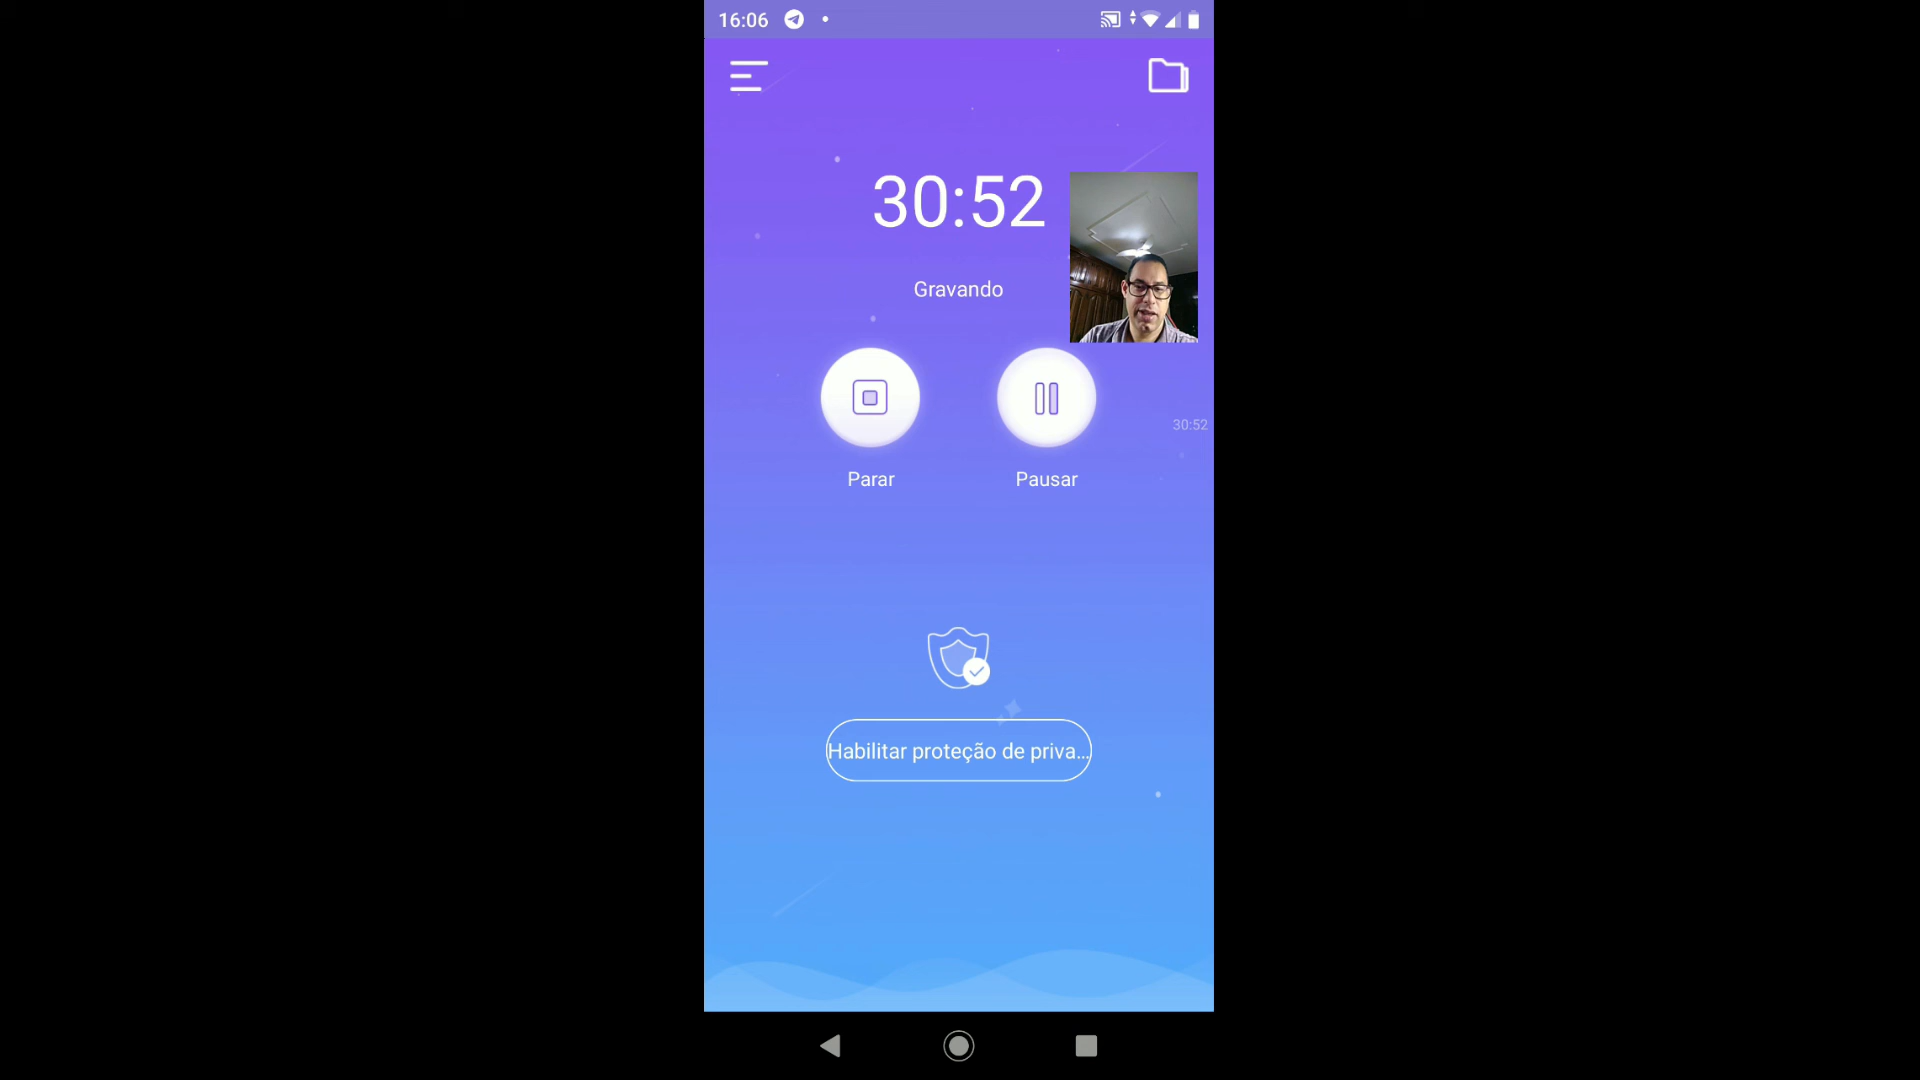 16:06
30:52
Gravando
30:52
Parar
Pausar
Habilitar proteção de priva...